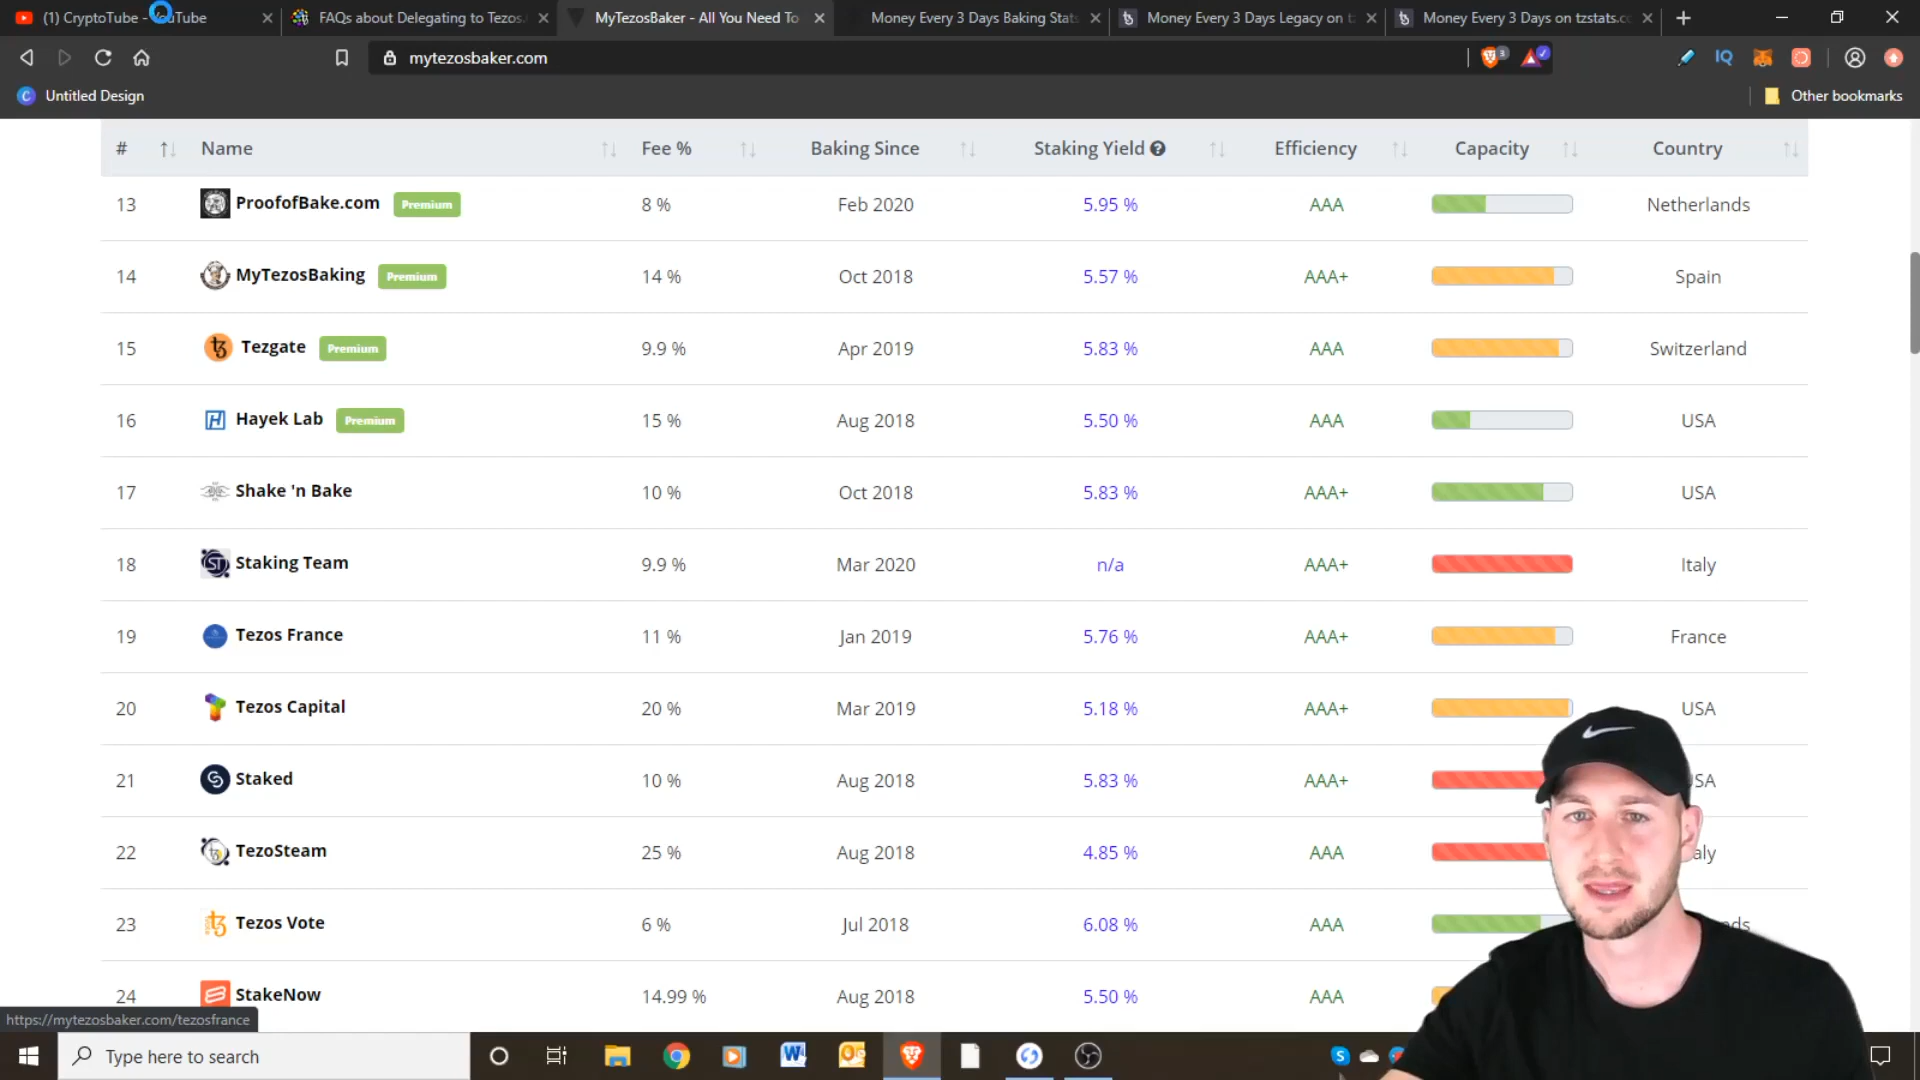 (1) CryptoTube - YouTube
FAQs about Delegating to Tezos.
MyTezosBaker - All You Need To
Money Every 3 Days Baking Stats
Money Every 3 Days Legacy on tz
Money Every 3 Days on tzstats.co
mytezosbaker.com
3
IQ
Untitled Design
Other bookmarks
# Name Fee % Baking Since Staking Yield ? Efficiency Capacity Country
13 ProofofBake.com Premium 8 % Feb 2020 5.95 % AAA Netherlands
14 MyTezosBaking Premium 14 % Oct 2018 5.57 % AAA+ Spain
15 Tezgate Premium 9.9 % Apr 2019 5.83 % AAA Switzerland
16 Hayek Lab Premium 15 % Aug 2018 5.50 % AAA USA
17 Shake 'n Bake 10 % Oct 2018 5.83 % AAA+ USA
18 Staking Team 9.9 % Mar 2020 n/a AAA+ Italy
19 Tezos France 11 % Jan 2019 5.76 % AAA+ France
20 Tezos Capital 20 % Mar 2019 5.18 % AAA+ USA
21 Staked 10 % Aug 2018 5.83 % AAA+ SA
22 TezoSteam 25 % Aug 2018 4.85 % AAA aly
23 Tezos Vote 6 % Jul 2018 6.08 % AAA nds
24 StakeNow 14.99 % Aug 2018 5.50 % AAA
https://mytezosbaker.com/tezosfrance
Type here to search